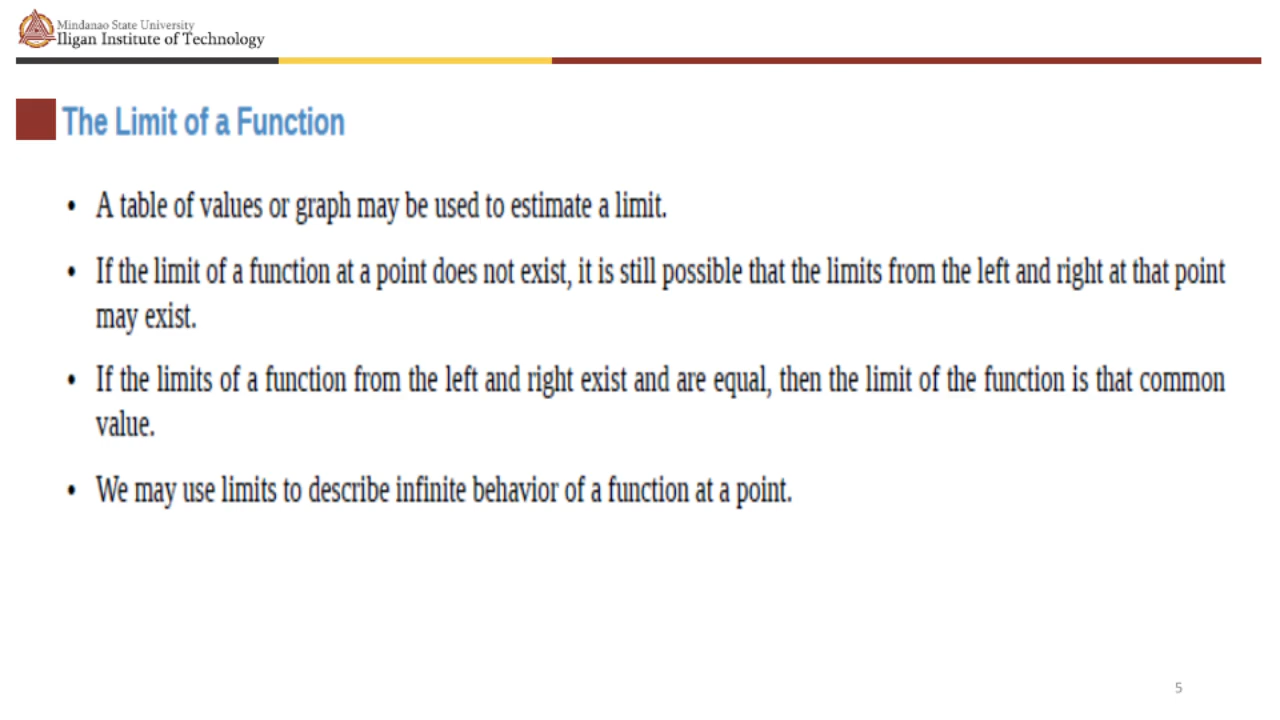 Mindanao State University
Iligan Institute of Technology
The Limit of a Function
• A table of values or graph may be used to estimate a limit.
• If the limit of a function at a point does not exist, it is still possible that the limits from the left and right at that point
may exist.
• If the limits of a function from the left and right exist and are equal, then the limit of the function is that common
value.
• We may use limits to describe infinite behavior of a function at a point.
5